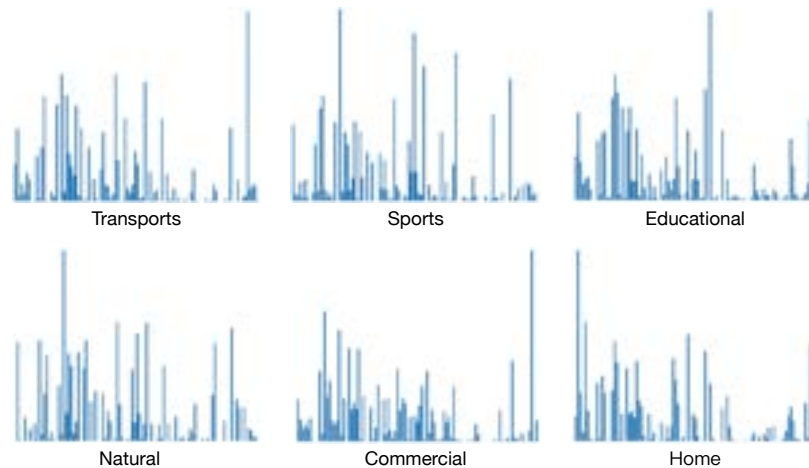 Transports
Sports
Educational
Natural
Commercial
Home